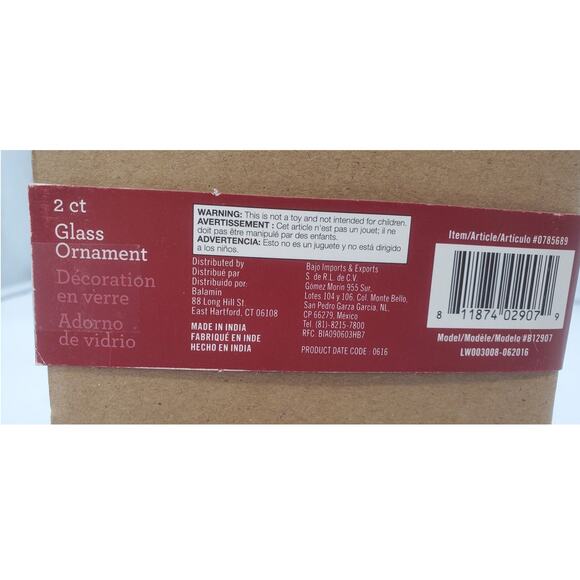 2 ct
Glass
Ornament
Décoration
en verre
Adorno
de vidrio
WARNING: This is not a toy and not intended for children.
AVERTISSEMENT : Cet article n'est pas un jouet; il ne
doit pas être manipulé par des enfants.
ADVERTENCIA: Esto no es un juguete y no está dirigido
a los niños.
Distributed by
Distribué par
Distribuido por
Balamin
88 Long Hill St.
East Hartford, CT 06108
MADE IN INDIA
FABRIQUÉ EN INDE
HECHO EN INDIA
Bajo Imports & Exports
S de R.L. de C.V.
Gómez Morin 955 Sur.
Lotes 104 y 106, Col. Monte Bello,
San Pedro Garza Garcia, NL,
CP 66279, Mexico
Tel. (81)-8215-7800
RFC. BIA090603HB7
PRODUCT DATE CODE : 0616
Item/Article/Artículo #0785689
8 11874 02907 9
Model/Modèle/Modelo #B12907
LW003008-062016